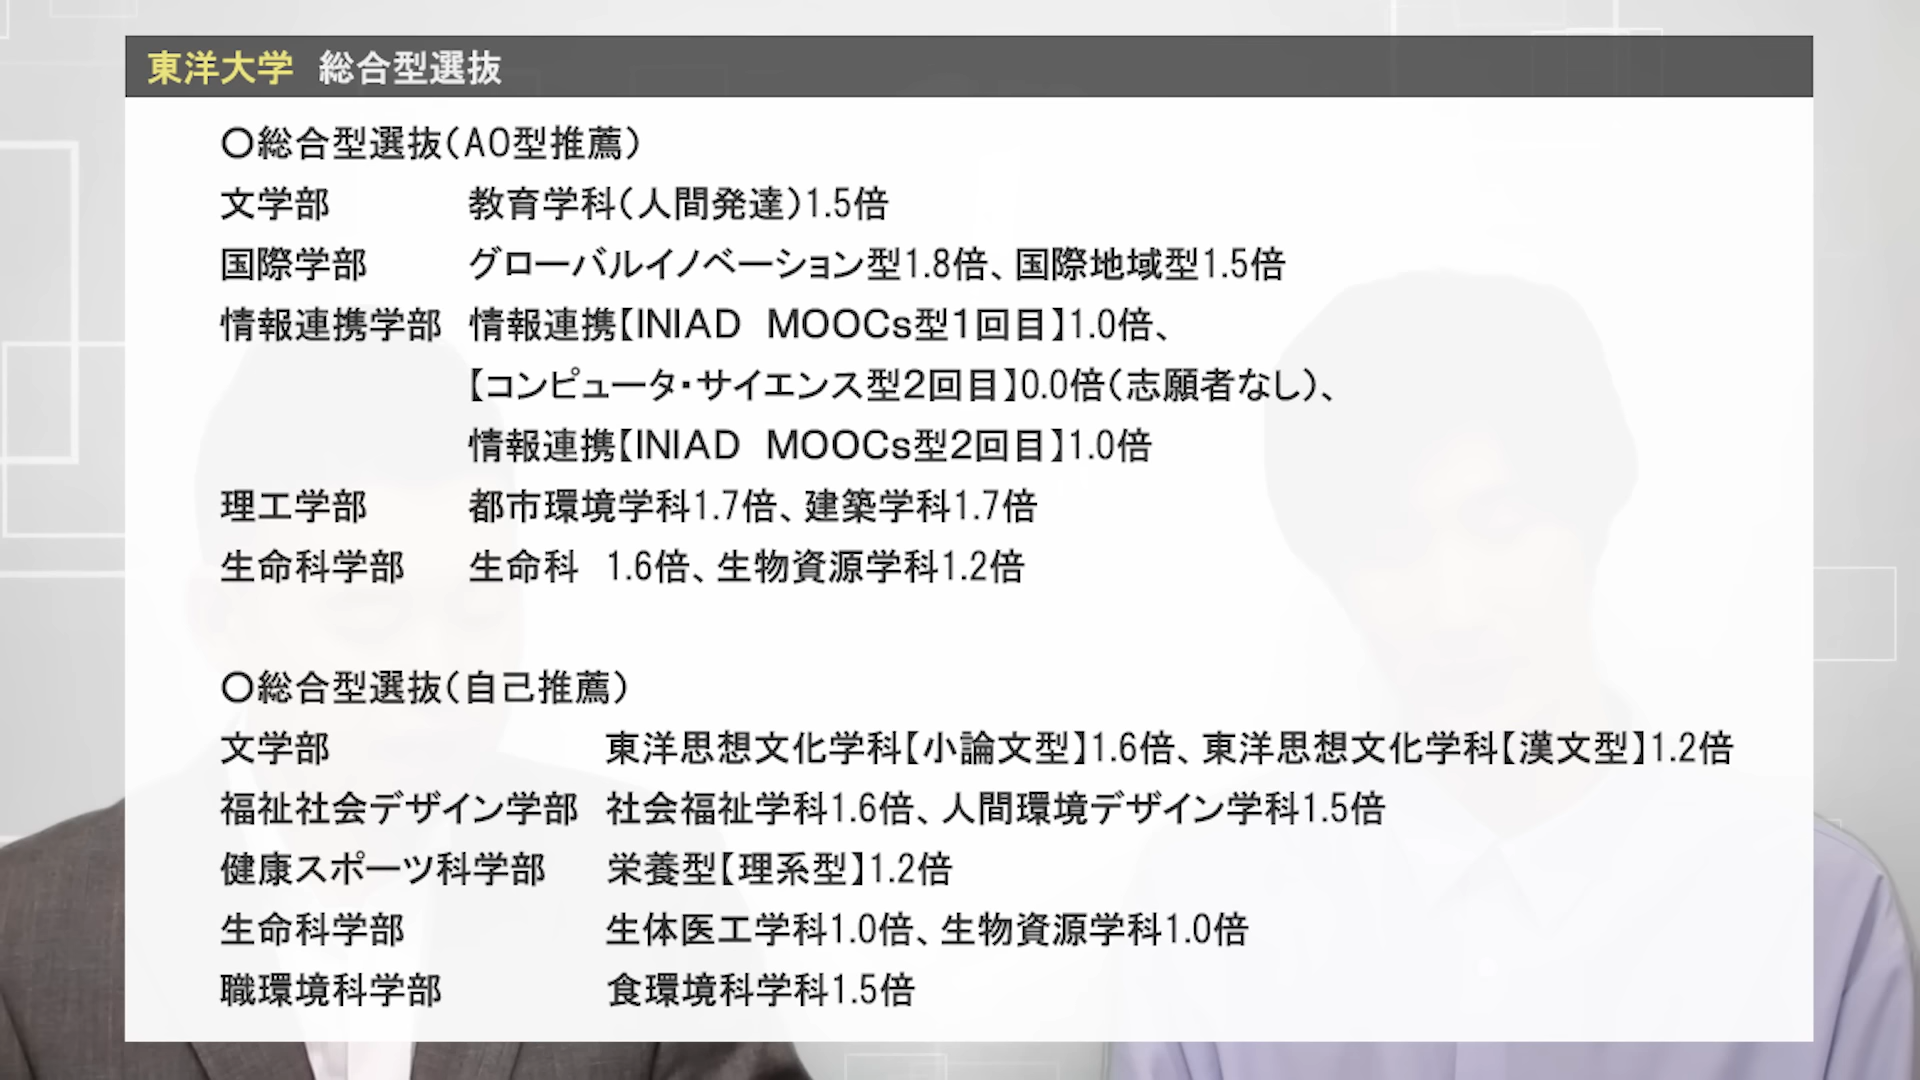 東洋大学　総合型選抜
〇総合型選抜（AO型推薦）
文学部　教育学科（人間発達）1.5倍
国際学部　グローバルイノベーション型1.8倍、国際地域型1.5倍
情報連携学部　情報連携【INIAD　MOOCs型1回目】1.0倍、
【コンピュータ・サイエンス型2回目】0.0倍（志願者なし）、
情報連携【INIAD　MOOCs型2回目】1.0倍
理工学部　都市環境学科1.7倍、建築学科1.7倍
生命科学部　生命科　1.6倍、生物資源学科1.2倍
〇総合型選抜（自己推薦）
文学部　東洋思想文化学科【小論文型】1.6倍、東洋思想文化学科【漢文型】1.2倍
福祉社会デザイン学部　社会福祉学科1.6倍、人間環境デザイン学科1.5倍
健康スポーツ科学部　栄養型【理系型】1.2倍
生命科学部　生体医工学科1.0倍、生物資源学科1.0倍
職環境科学部　食環境科学科1.5倍